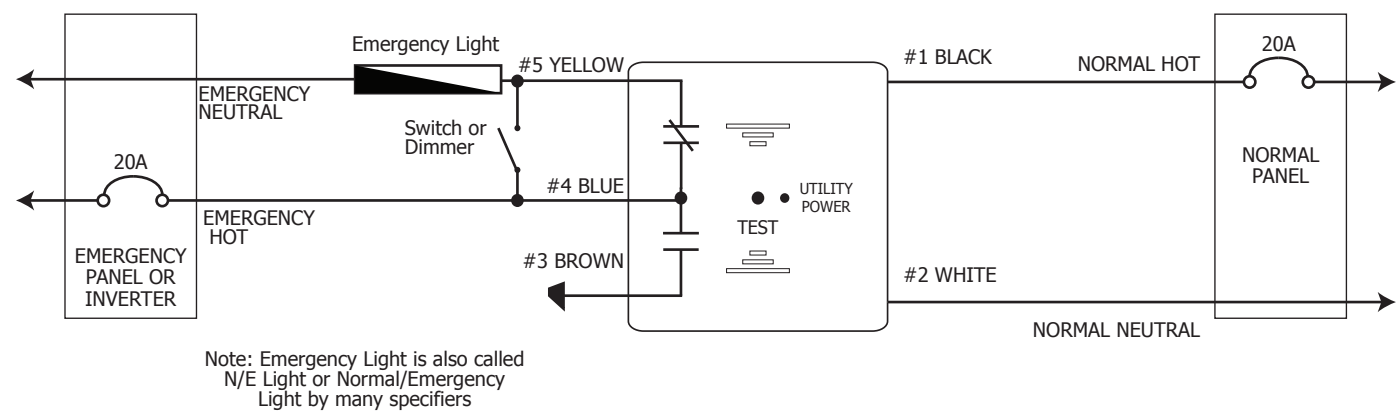 Emergency Light
#5 YELLOW
EMERGENCY
NEUTRAL
Switch or
Dimmer
20A
#4 BLUE
EMERGENCY
HOT
EMERGENCY
PANEL OR
INVERTER
#3 BROWN
UTILITY
POWER
TEST
#1 BLACK
NORMAL HOT
20A
NORMAL
PANEL
#2 WHITE
NORMAL NEUTRAL
Note: Emergency Light is also called
N/E Light or Normal/Emergency
Light by many specifiers